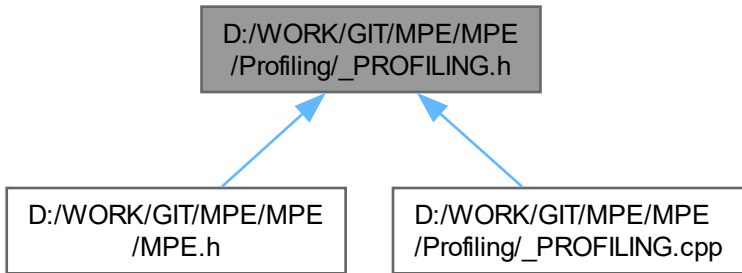 D:/WORK/GIT/MPE/MPE
/Profiling/_PROFILING.h
D:/WORK/GIT/MPE/MPE
/MPE.h
D:/WORK/GIT/MPE/MPE
/Profiling/_PROFILING.cpp